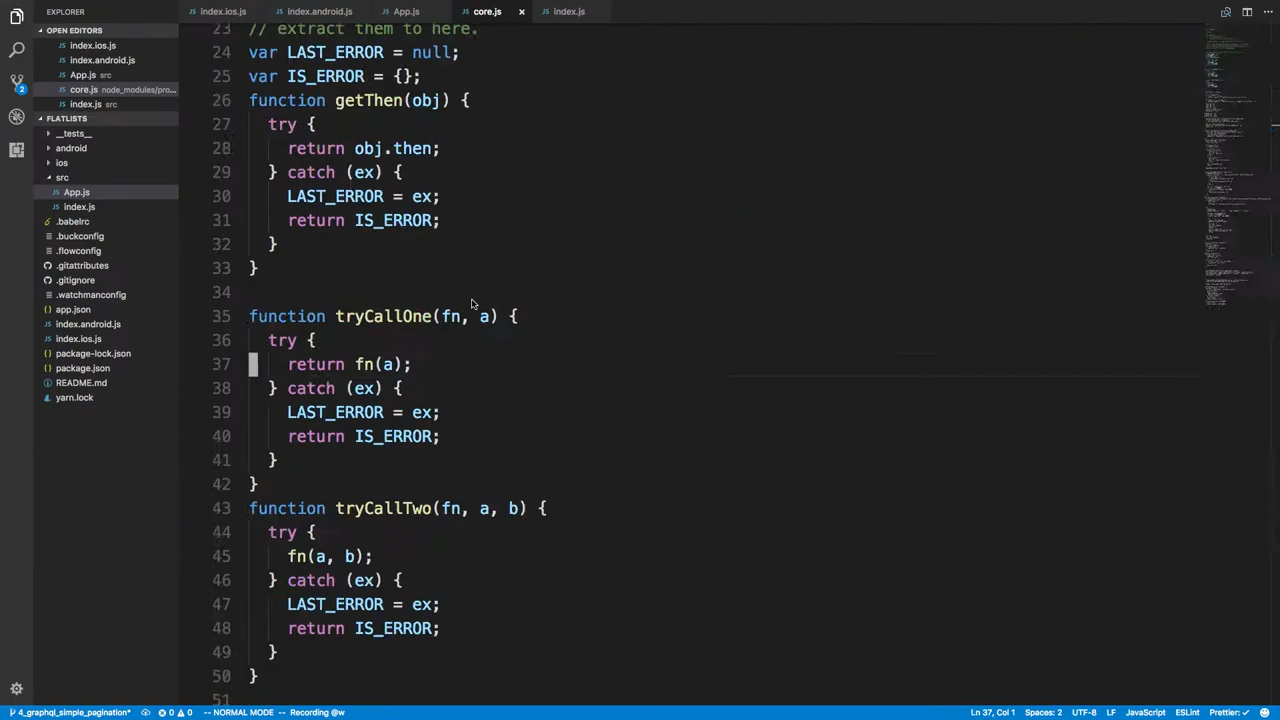 EXPLORER
index.ios.js
index.android.js
App.js
core.js
index.js
OPEN EDITORS
index.ios.js
index.android.js
App.js src
core.js node_modules/pro...
index.js src
FLATLISTS
__tests__
android
ios
src
App.js
index.js
.babelrc
.buckconfig
.flowconfig
.gitattributes
.gitignore
.watchmanconfig
app.json
index.android.js
index.ios.js
package-lock.json
package.json
README.md
yarn.lock
2
23 // extract them to here.
24 var LAST_ERROR = null;
25 var IS_ERROR = {};
26 function getThen(obj) {
27 try {
28 return obj.then;
29 } catch (ex) {
30 LAST_ERROR = ex;
31 return IS_ERROR;
32 }
33 }
34
35 function tryCallOne(fn, a) {
36 try {
37 return fn(a);
38 } catch (ex) {
39 LAST_ERROR = ex;
40 return IS_ERROR;
41 }
42 }
43 function tryCallTwo(fn, a, b) {
44 try {
45 fn(a, b);
46 } catch (ex) {
47 LAST_ERROR = ex;
48 return IS_ERROR;
49 }
50 }
51
4_graphql_simple_pagination* 0 0 -- NORMAL MODE -- Recording @w
Ln 37, Col 1 Spaces: 2 UTF-8 LF JavaScript ESLint Prettier: ✓